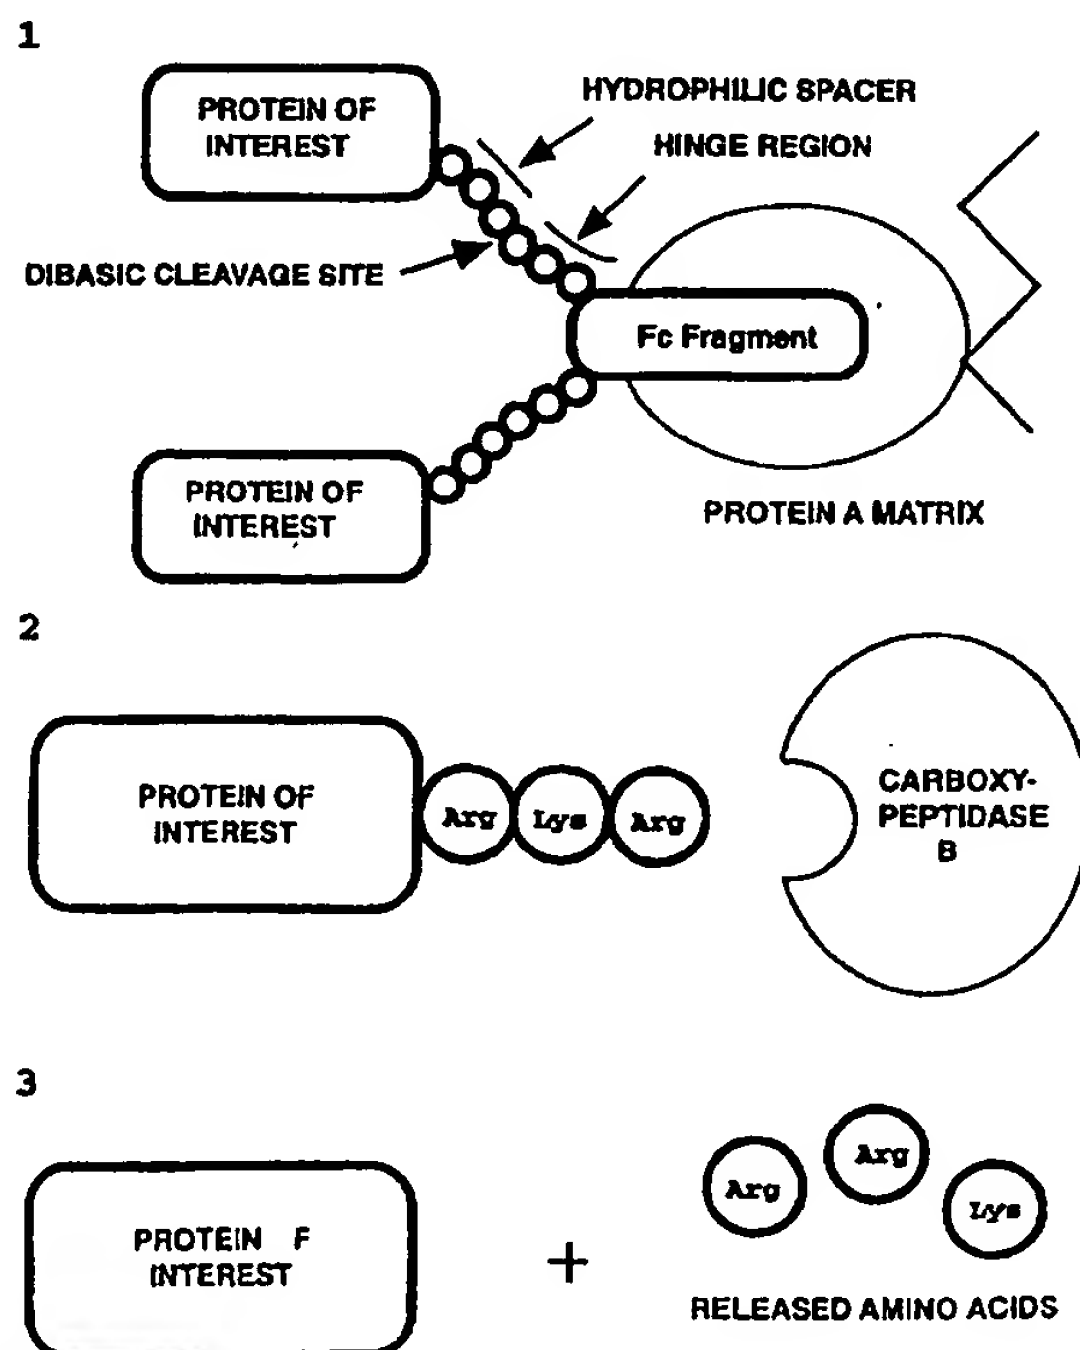 1
PROTEIN OF
INTEREST
HYDROPHILIC SPACER
HINGE REGION
DIBASIC CLEAVAGE SITE
Fc Fragment
PROTEIN OF
INTEREST
PROTEIN A MATRIX
2
PROTEIN OF
INTEREST
Arg
Lys
Arg
CARBOXY-
PEPTIDASE
B
3
PROTEIN F
INTEREST
+
Arg
Arg
Lys
RELEASED AMINO ACIDS